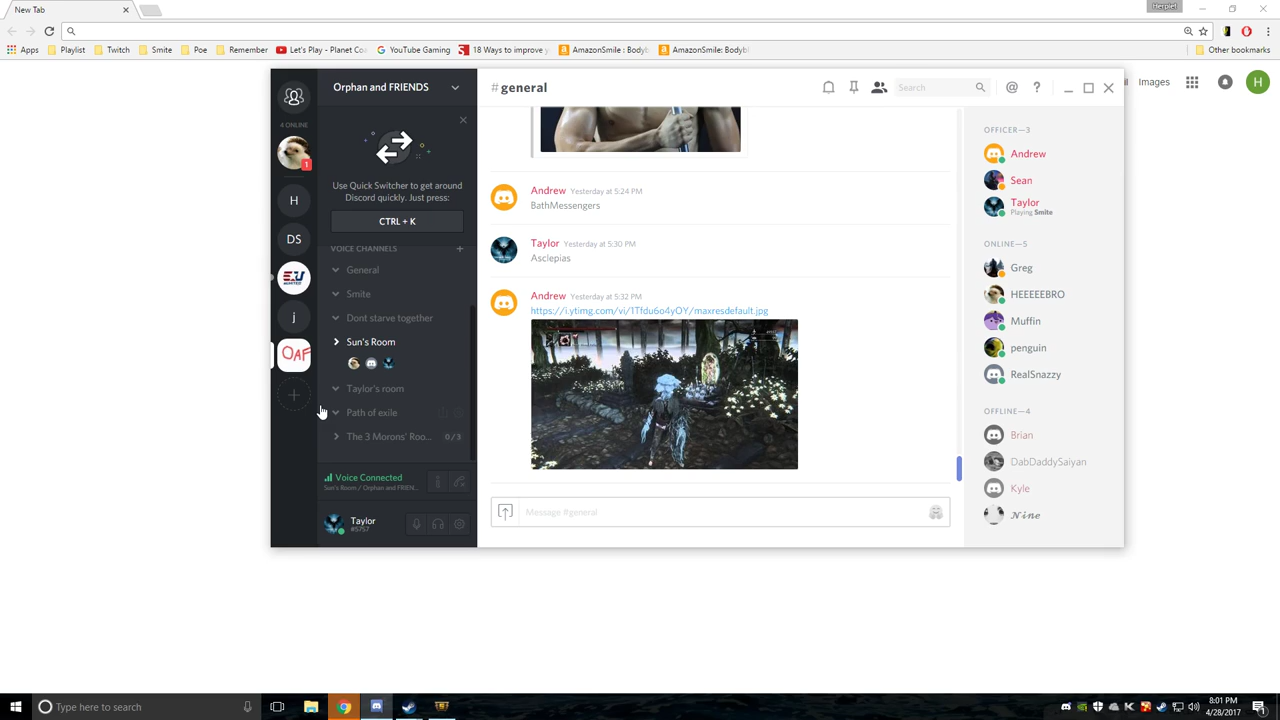 New Tab
Herpief
Apps
Playlist
Twitch
Smite
Poe
Remember
Let's Play - Planet Co
YouTube Gaming
18 Ways to improve y
AmazonSmile : Bodyb
AmazonSmile: Bodyb
Other bookmarks
Images
H
Orphan and FRIENDS
#general
Search
@
?
4 ONLINE
1
H
DS
EU
j
OAF
Use Quick Switcher to get around
Discord quickly. Just press:
CTRL + K
VOICE CHANNELS
General
Smite
Dont starve together
Sun's Room
Taylor's room
Path of exile
The 3 Morons' Roo... 0/3
Voice Connected
Sun's Room / Orphan and FRIEN...
Taylor
#5757
Andrew Yesterday at 5:24 PM
BathMessengers
Taylor Yesterday at 5:30 PM
Asclepias
Andrew Yesterday at 5:32 PM
https://i.ytimg.com/vi/1Tfdu6o4yOY/maxresdefault.jpg
Message #general
OFFICER—3
Andrew
Sean
Taylor
Playing Smite
ONLINE—5
Greg
HEEEEEBRO
Muffin
penguin
RealSnazzy
OFFLINE—4
Brian
DabDaddySaiyan
Kyle
𝓝𝓲𝓷𝓮
Type here to search
8:01 PM
4/28/2017